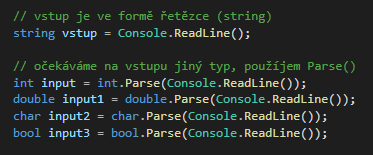 // vstup je ve formě řetězce (string)
string vstup = Console.ReadLine();
// očekáváme na vstupu jiný typ, použíjem Parse()
int input = int.Parse(Console.ReadLine());
double input1 = double.Parse(Console.ReadLine());
char input2 = char.Parse(Console.ReadLine());
bool input3 = bool.Parse(Console.ReadLine());